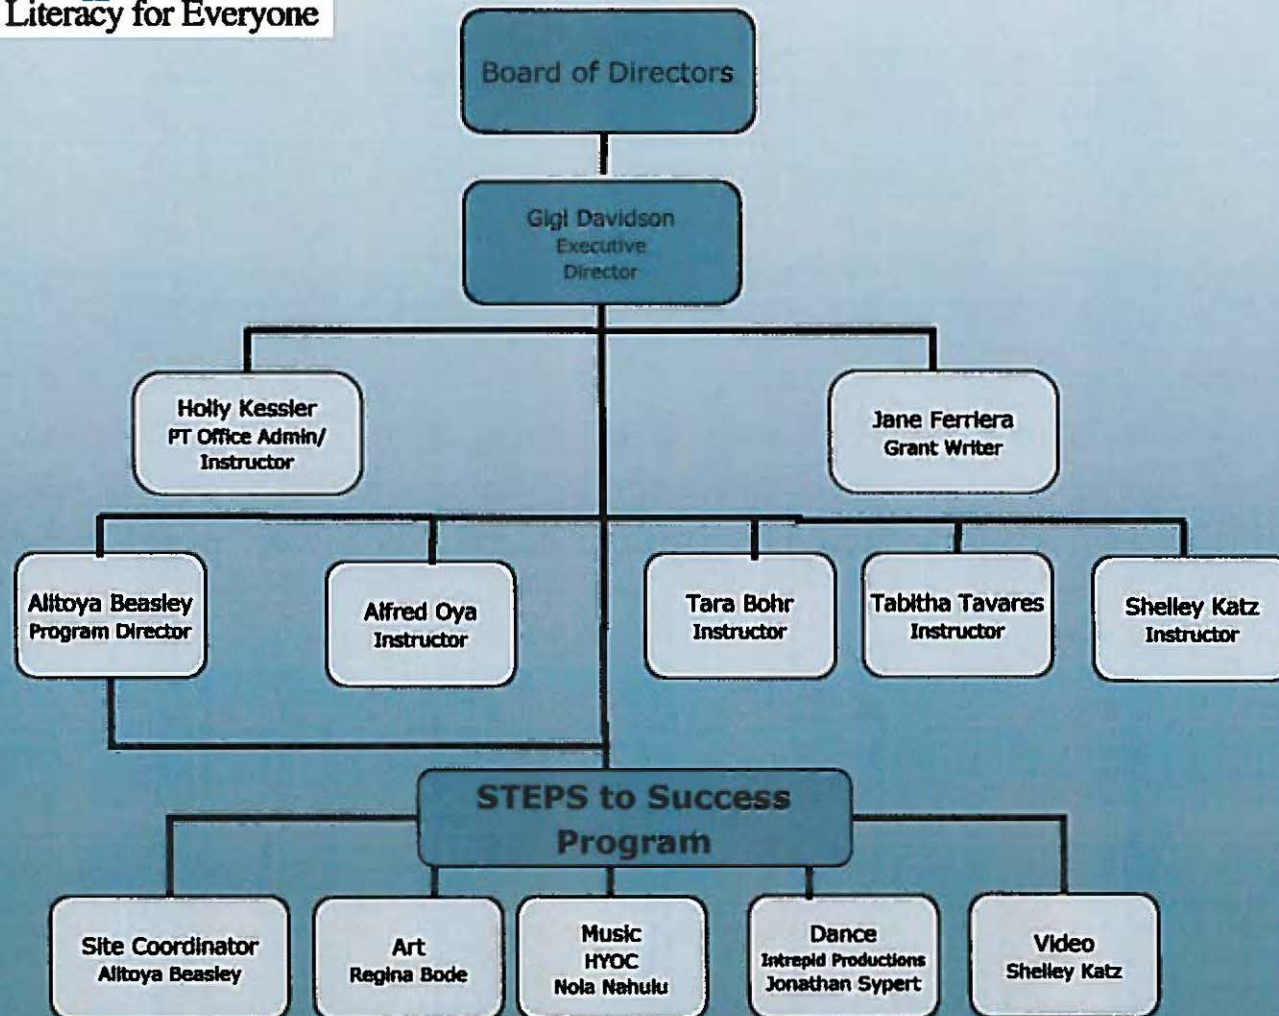 Literacy for Everyone
Board of Directors
Gigi Davidson
Executive
Director
Holly Kessler
PT Office Admin/
Instructor
Jane Ferriera
Grant Writer
Alitoya Beasley
Program Director
Alfred Oya
Instructor
Tara Bohr
Instructor
Tabitha Tavares
Instructor
Shelley Katz
Instructor
STEPS to Success
Program
Site Coordinator
Alitoya Beasley
Art
Regina Bode
Music
HYOC
Nola Nahulu
Dance
Intrepid Productions
Jonathan Sypert
Video
Shelley Katz